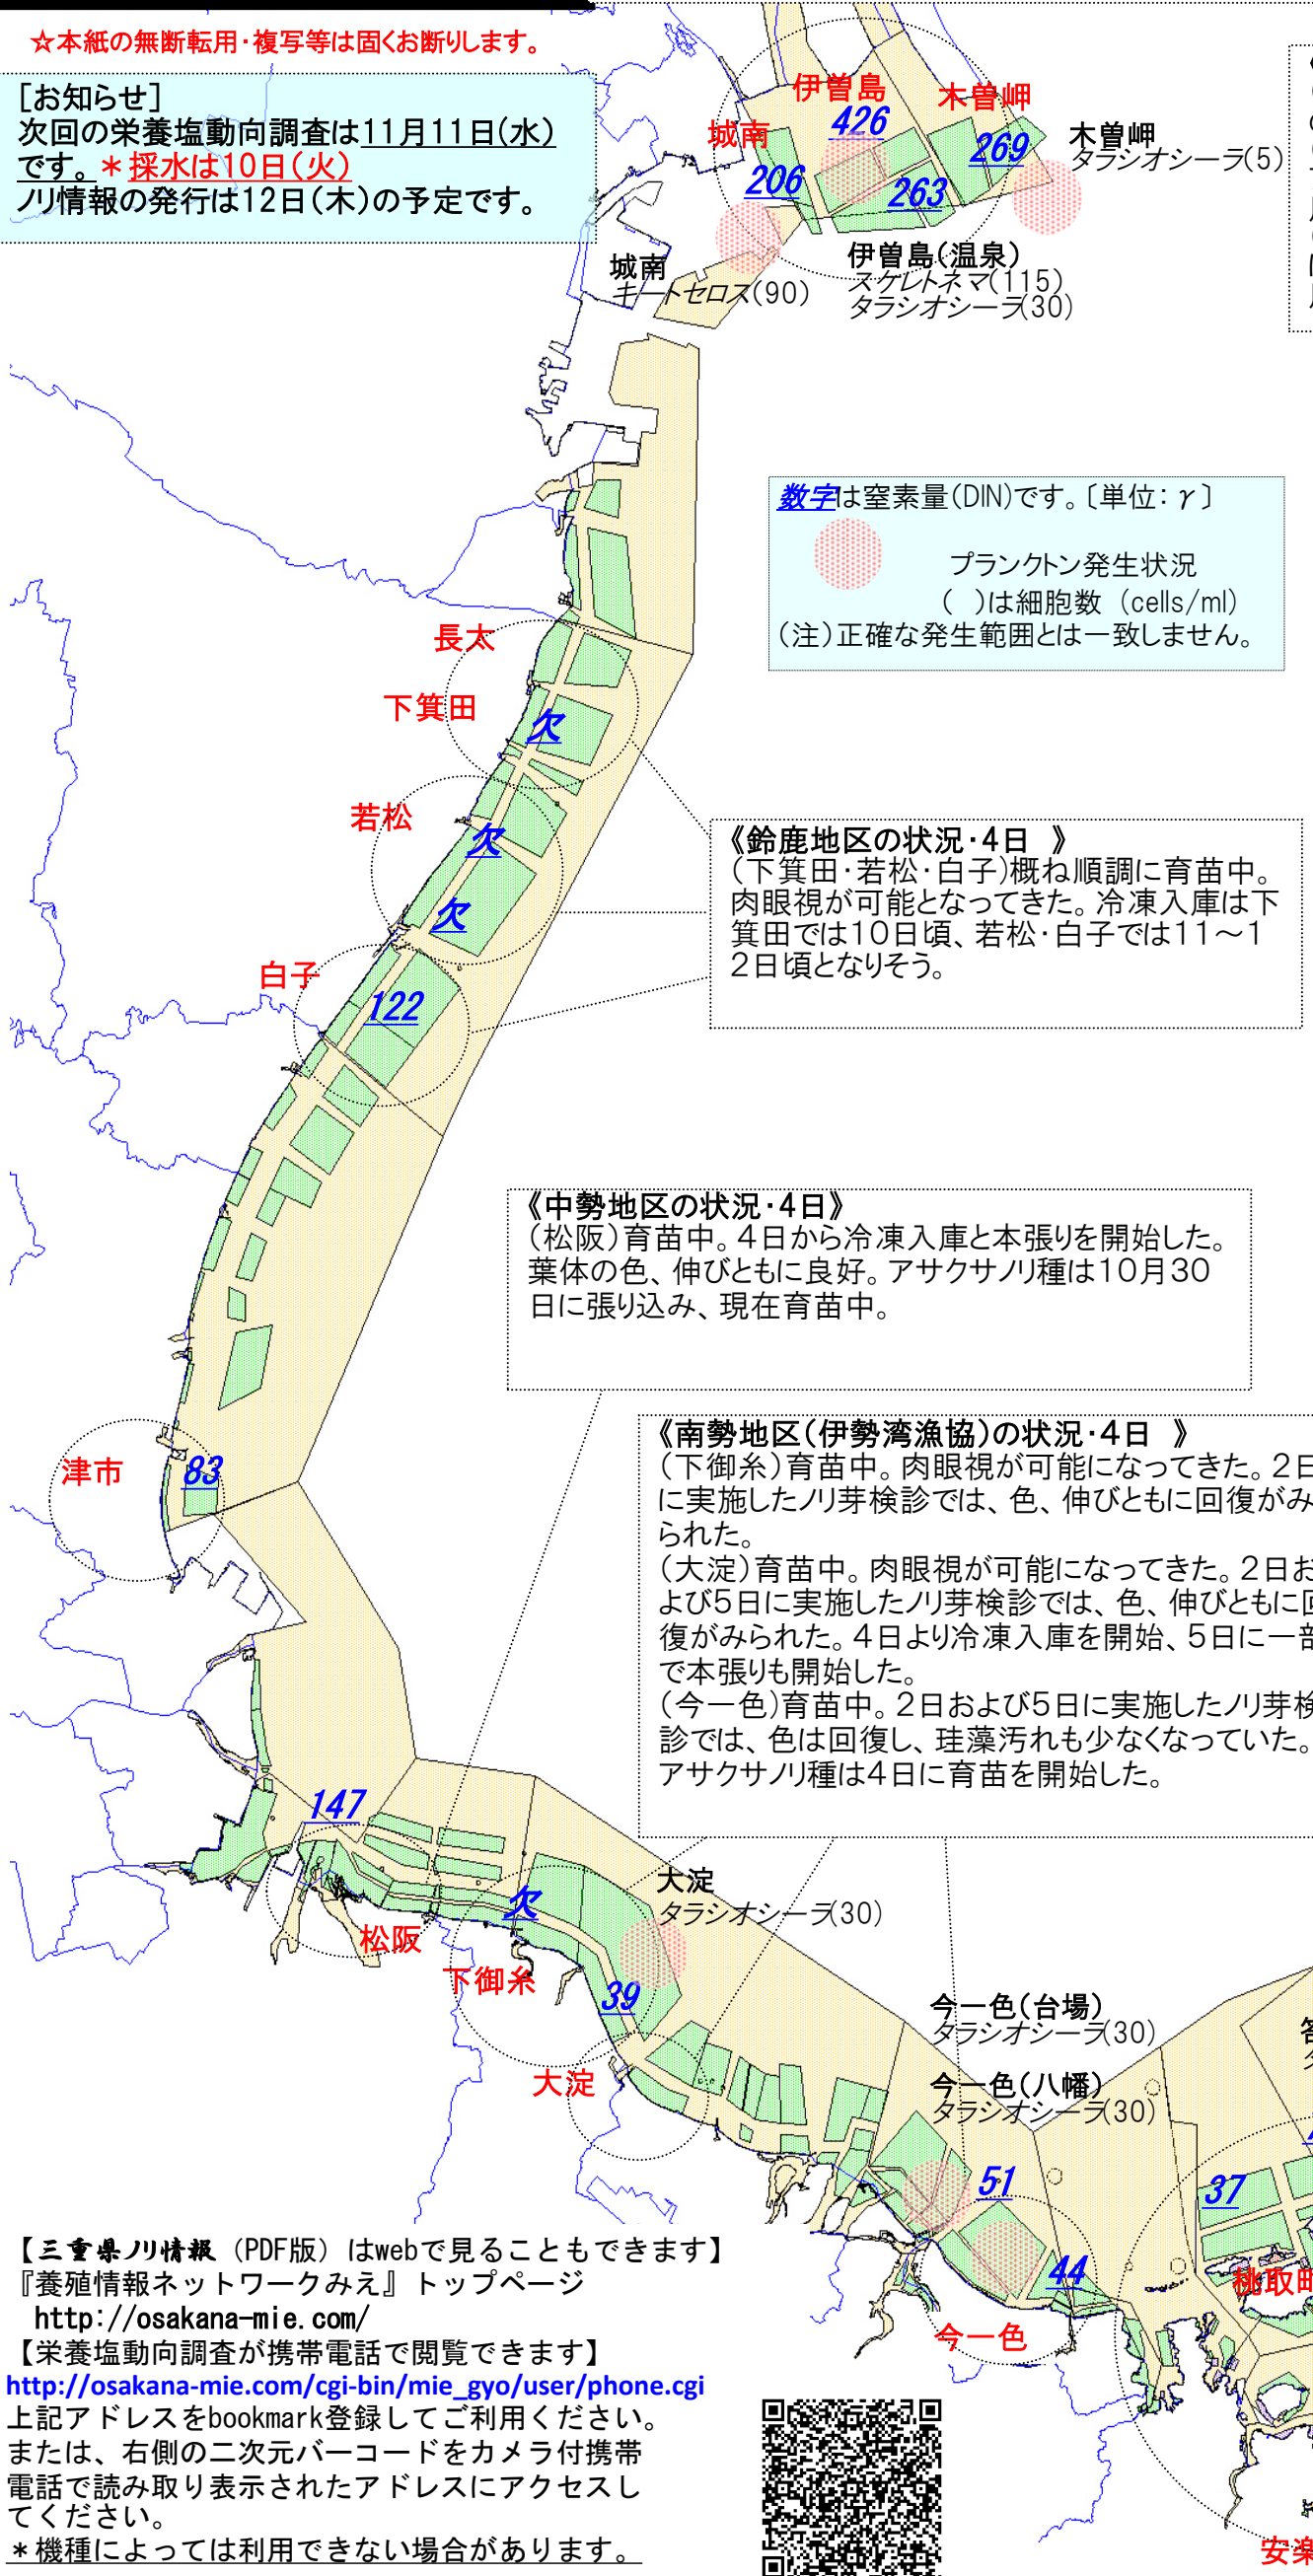 ☆本紙の無断転用・複写等は固くお断りします。
［お知らせ］
次回の栄養塩動向調査は11月11日（水）
です。＊採水は10日（火）
ノリ情報の発行は12日（木）の予定です。
伊曽島
木曽岬
城南
426
269
206
263
木曽岬
タラシオシーラ(5)
城南
キートセロス(90)
伊曽島（温泉）
スケレトネマ(115)
タラシオシーラ(30)
数字は窒素量(DIN)です。〔単位：γ〕
プランクトン発生状況
（　）は細胞数 (cells/ml)
（注）正確な発生範囲とは一致しません。
長太
下箕田
欠
若松
欠
欠
白子
122
《鈴鹿地区の状況・4日　》
（下箕田・若松・白子）概ね順調に育苗中。
肉眼視が可能となってきた。冷凍入庫は下
箕田では10日頃、若松・白子では11～1
2日頃となりそう。
《中勢地区の状況・4日》
（松阪）育苗中。4日から冷凍入庫と本張りを開始した。
葉体の色、伸びともに良好。アサクサノリ種は10月30
日に張り込み、現在育苗中。
津市
83
《南勢地区（伊勢湾漁協）の状況・4日　》
（下御糸）育苗中。肉眼視が可能になってきた。2日
に実施したノリ芽検診では、色、伸びともに回復がみ
られた。
（大淀）育苗中。肉眼視が可能になってきた。2日お
よび5日に実施したノリ芽検診では、色、伸びともに回
復がみられた。4日より冷凍入庫を開始、5日に一部
で本張りも開始した。
（今一色）育苗中。2日および5日に実施したノリ芽検
診では、色は回復し、珪藻汚れも少なくなっていた。
アサクサノリ種は4日に育苗を開始した。
147
松阪
欠
下御糸
大淀
タラシオシーラ(30)
39
大淀
今一色（台場）
タラシオシーラ(30)
今一色（八幡）
タラシオシーラ(30)
51
44
37
今一色
桃取町
安楽
【三重県ノリ情報（PDF版）はwebで見ることもできます】
『養殖情報ネットワークみえ』トップページ
http://osakana-mie.com/
【栄養塩動向調査が携帯電話で閲覧できます】
http://osakana-mie.com/cgi-bin/mie_gyo/user/phone.cgi
上記アドレスをbookmark登録してご利用ください。
または、右側の二次元バーコードをカメラ付携帯
電話で読み取り表示されたアドレスにアクセスし
てください。
＊機種によっては利用できない場合があります。